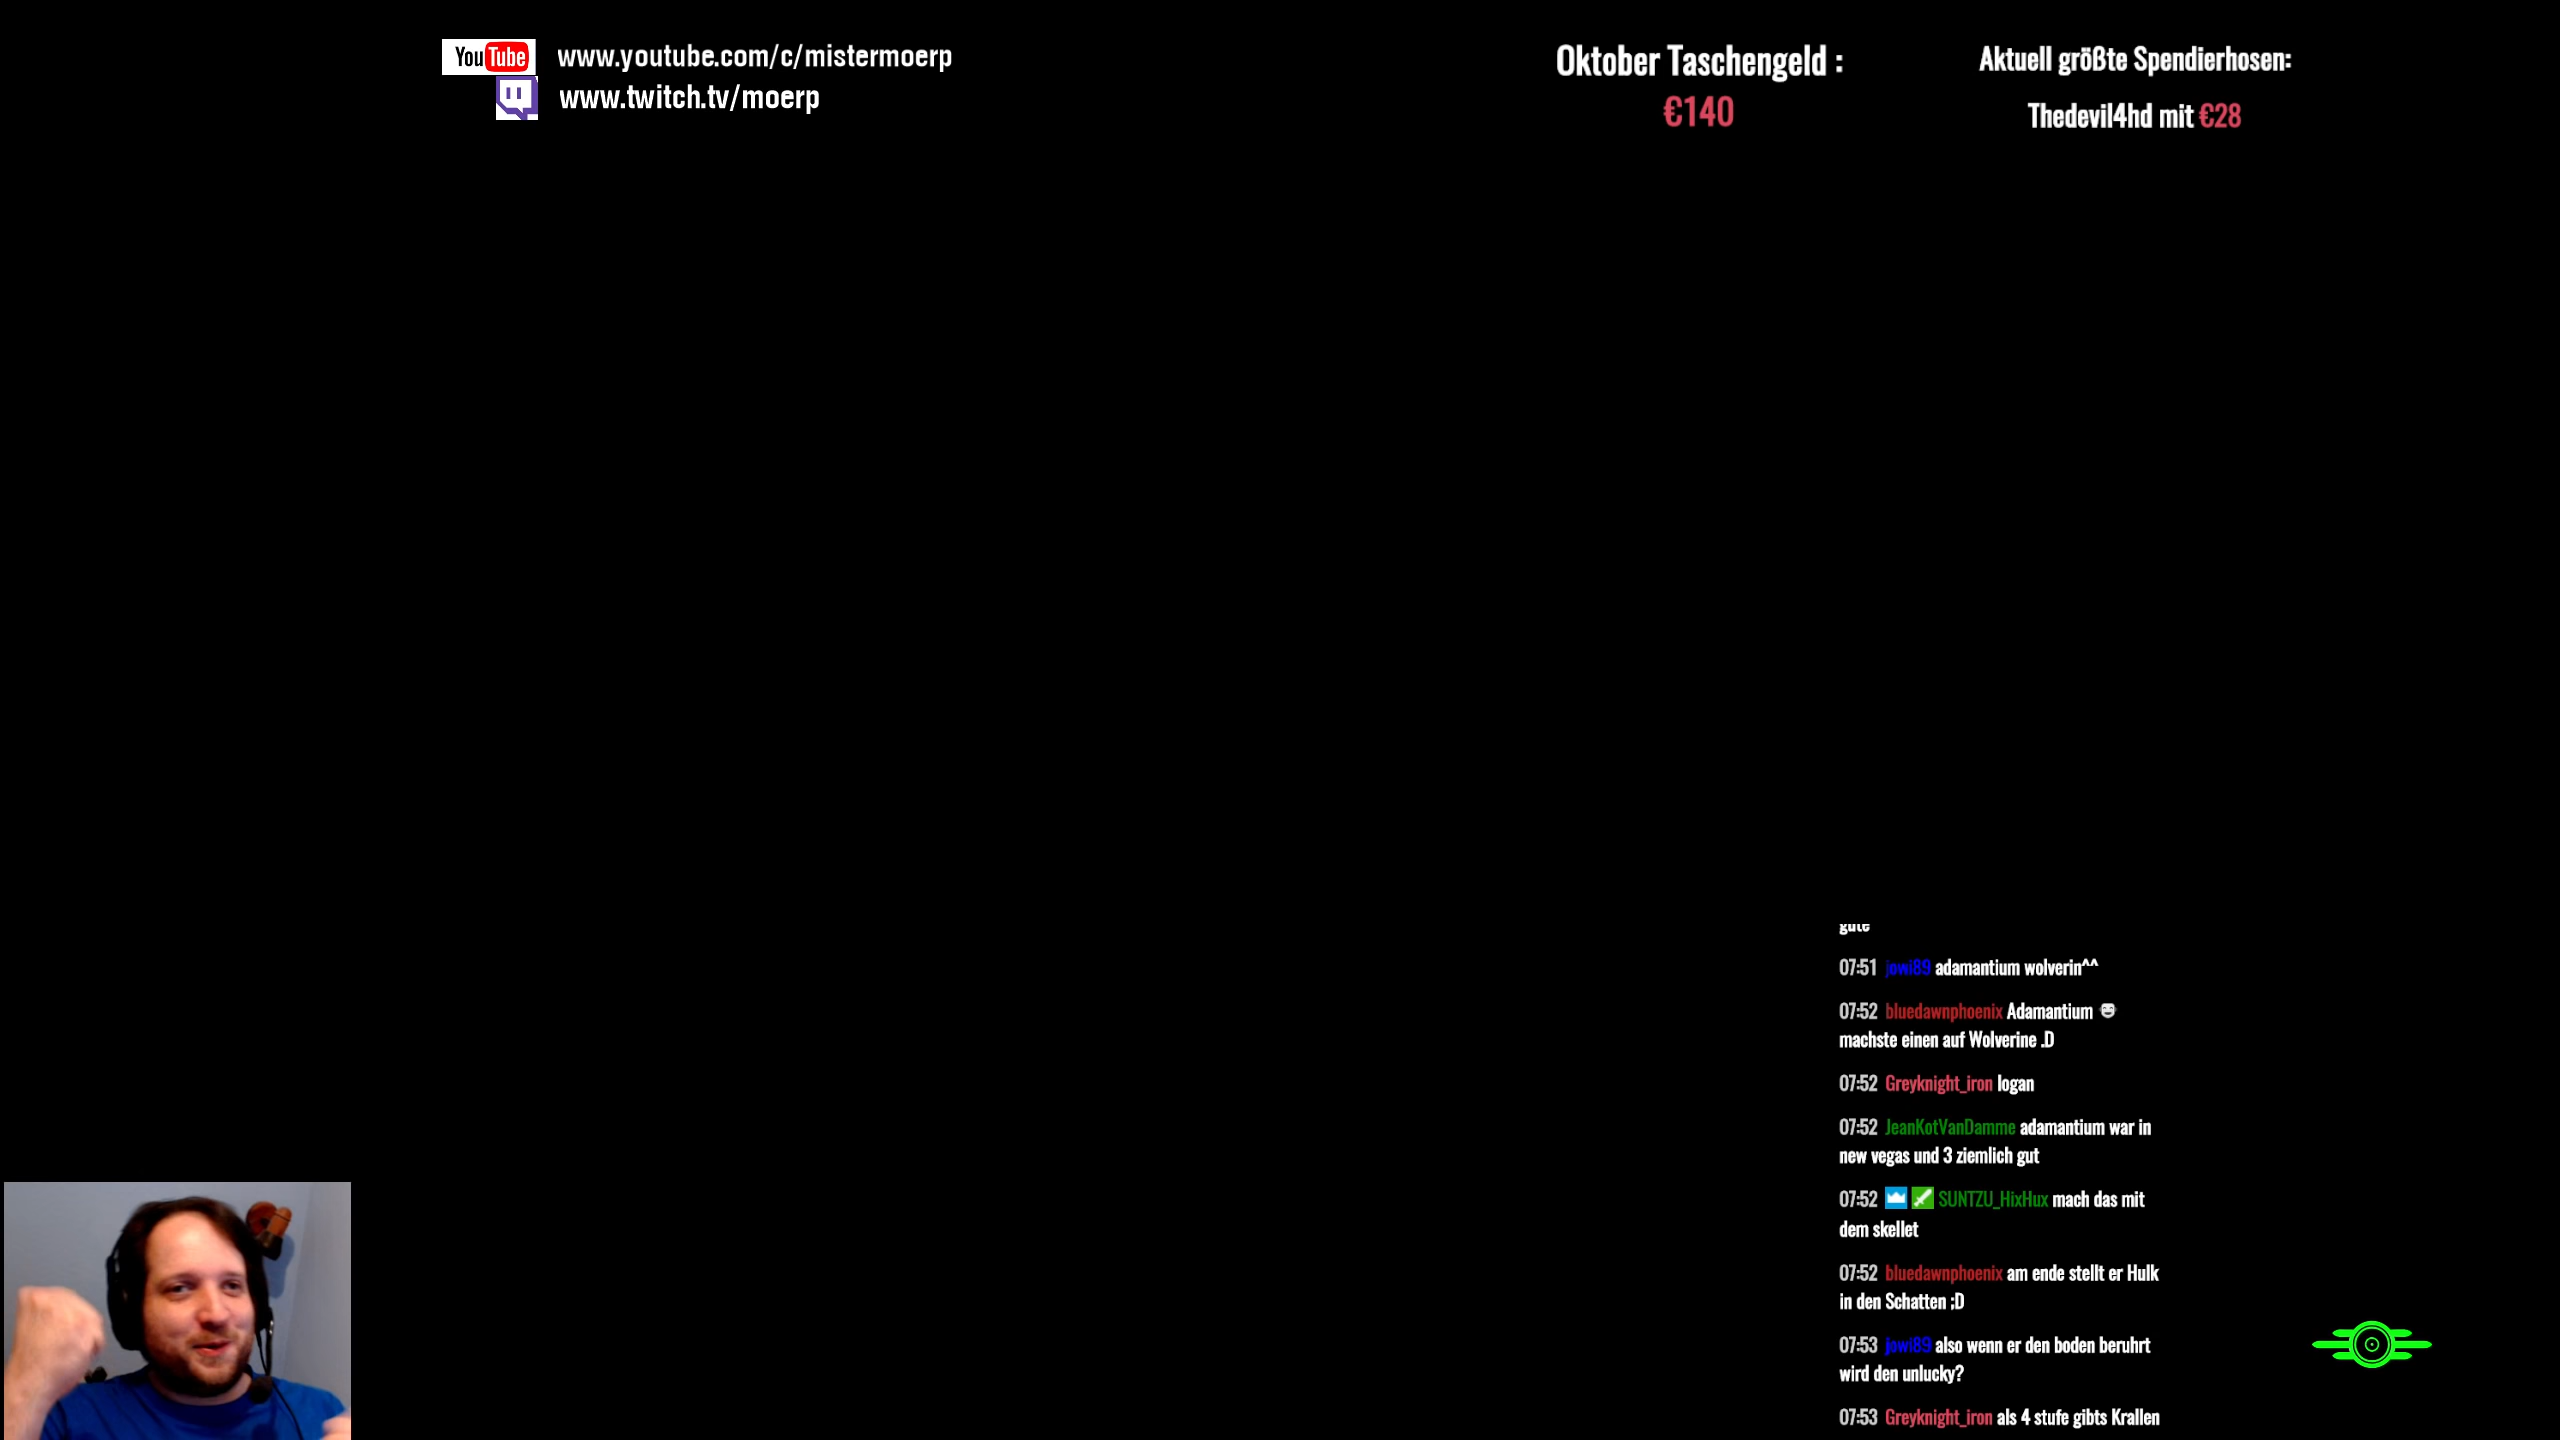 YouTube www.youtube.com/c/mistermoerp
www.twitch.tv/moerp
Oktober Taschengeld :
€140
Aktuell größte Spendierhosen:
Thedevil4hd mit €28
gute
07:51 jowi89 adamantium wolverin^^
07:52 bluedawnphoenix Adamantium
machste einen auf Wolverine .D
07:52 Greyknight_iron logan
07:52 JeanKotVanDamme adamantium war in
new vegas und 3 ziemlich gut
07:52 SUNTZU_HixHux mach das mit
dem skellet
07:52 bluedawnphoenix am ende stellt er Hulk
in den Schatten ;D
07:53 jowi89 also wenn er den boden beruhrt
wird den unlucky?
07:53 Greyknight_iron als 4 stufe gibts Krallen